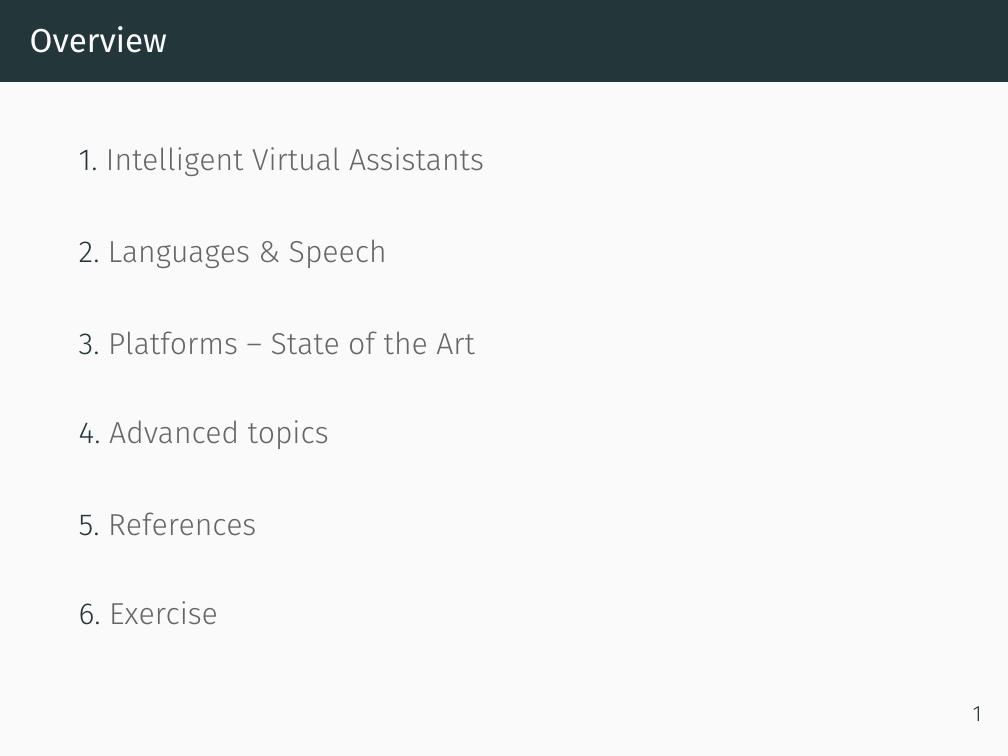 Overview
1. Intelligent Virtual Assistants
2. Languages & Speech
3. Platforms – State of the Art
4. Advanced topics
5. References
6. Exercise
1